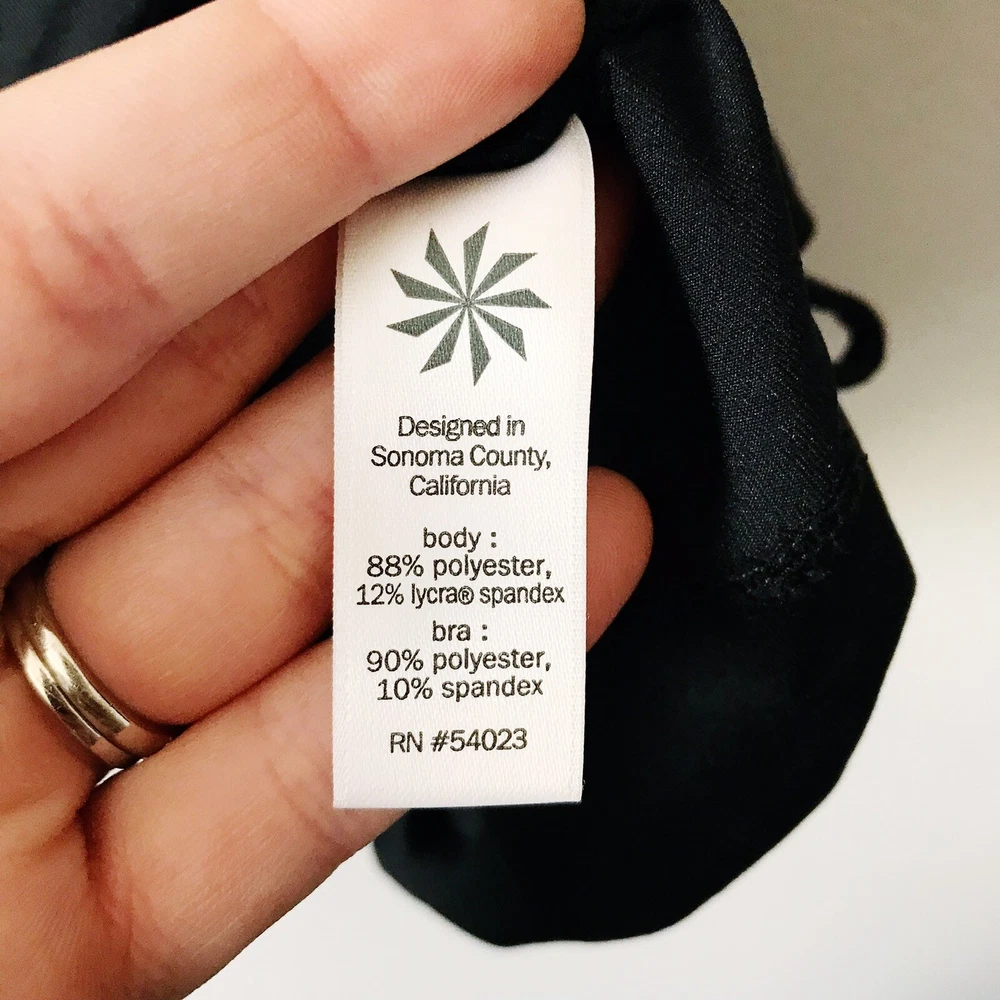 Designed in
Sonoma County,
California
body :
88% polyester,
12% lycra® spandex
bra :
90% polyester,
10% spandex
RN #54023